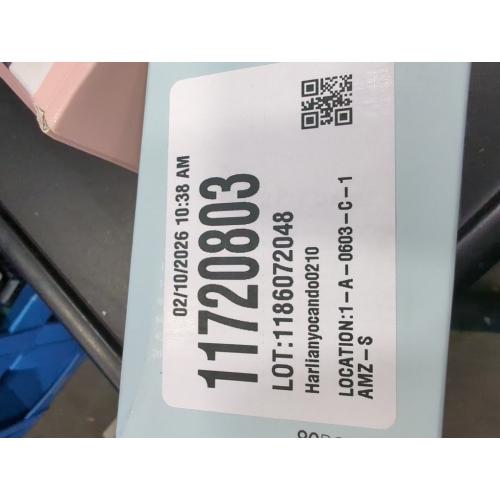 02/10/2026 10:38 AM
11720803
LOT:1186072048
Harlianyocando0210
LOCATION:1-A-0603-C-1
AMZ-S